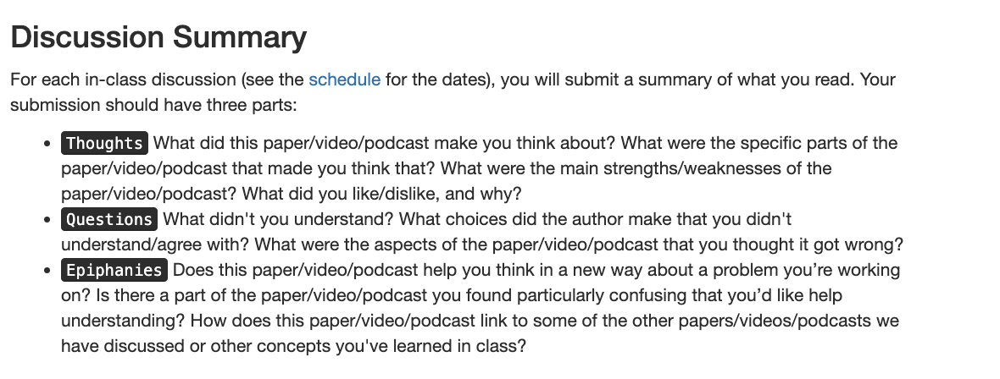 Discussion Summary
For each in-class discussion (see the schedule for the dates), you will submit a summary of what you read. Your
submission should have three parts:
• Thoughts What did this paper/video/podcast make you think about? What were the specific parts of the
paper/video/podcast that made you think that? What were the main strengths/weaknesses of the
paper/video/podcast? What did you like/dislike, and why?
• Questions What didn't you understand? What choices did the author make that you didn't
understand/agree with? What were the aspects of the paper/video/podcast that you thought it got wrong?
• Epiphanies Does this paper/video/podcast help you think in a new way about a problem you’re working
on? Is there a part of the paper/video/podcast you found particularly confusing that you’d like help
understanding? How does this paper/video/podcast link to some of the other papers/videos/podcasts we
have discussed or other concepts you've learned in class?